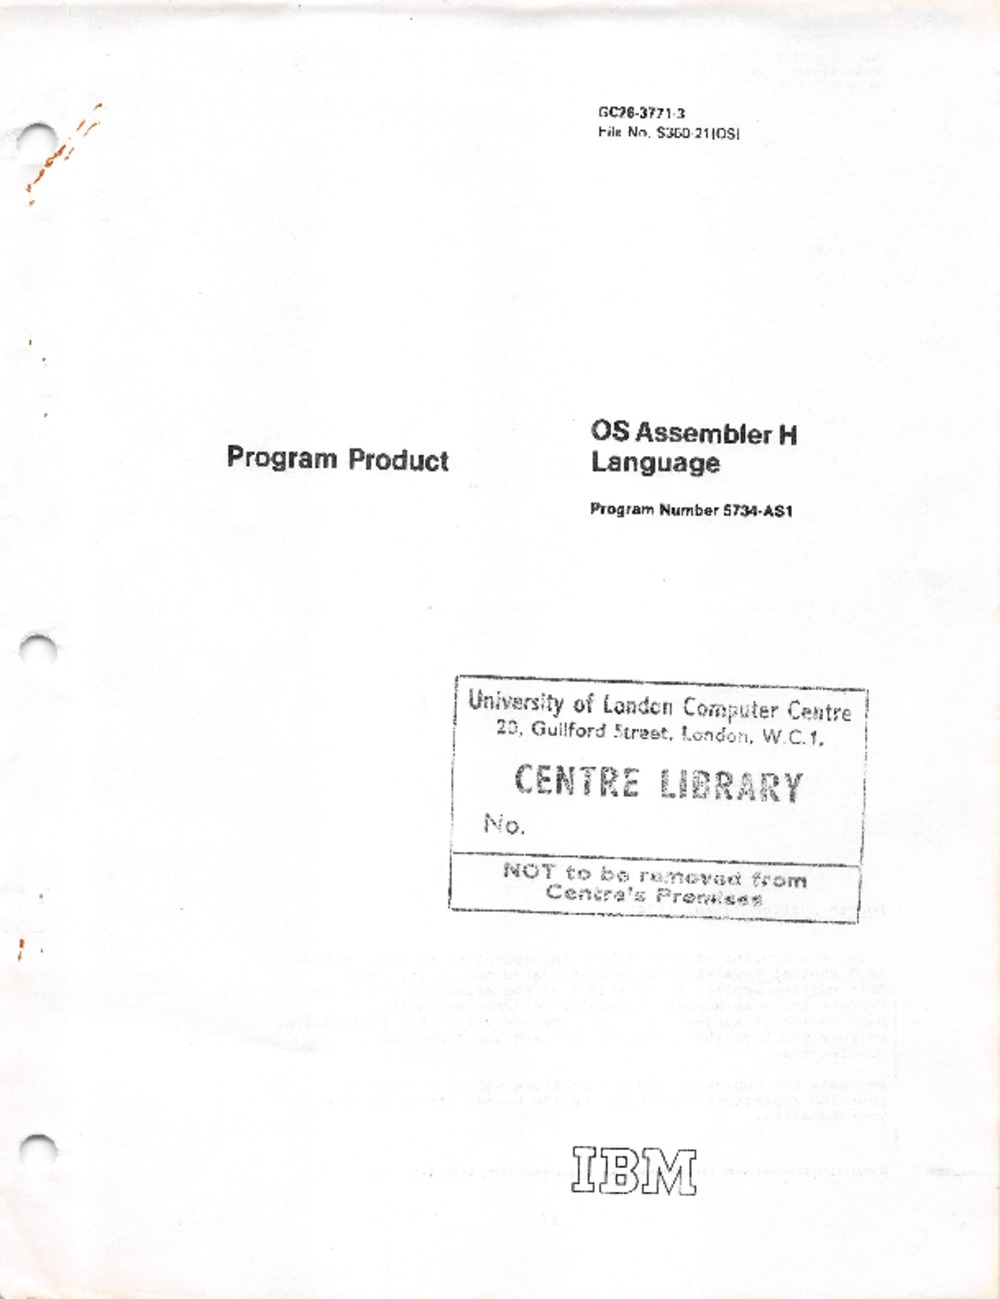 GC26-3771-3
File No. S360-21(OS)
Program Product
OS Assembler H
Language
Program Number 5734-AS1
University of London Computer Centre
20, Guilford Street, London, W.C.1.
CENTRE LIBRARY
No.
NOT to be removed from
Centre's Premises
IBM